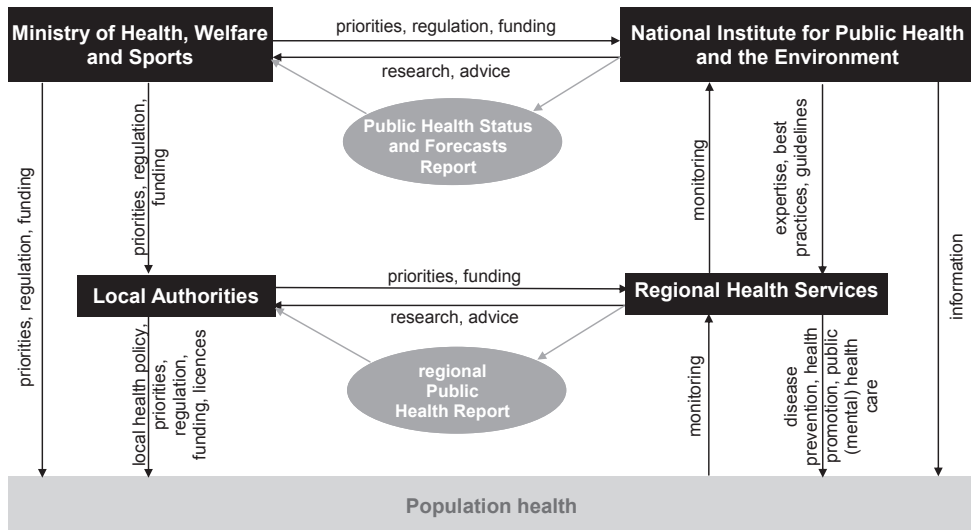 Ministry of Health, Welfare
and Sports
priorities, regulation, funding
National Institute for Public Health
and the Environment
research, advice
Public Health Status
and Forecasts
Report
priorities, regulation, funding
priorities, regulation,
funding
monitoring
expertise, best
practices, guidelines
information
Local Authorities
priorities, funding
Regional Health Services
research, advice
regional
Public
Health Report
local health policy,
priorities,
regulation,
funding, licences
monitoring
disease
prevention, health
promotion, public
(mental) health
care
Population health